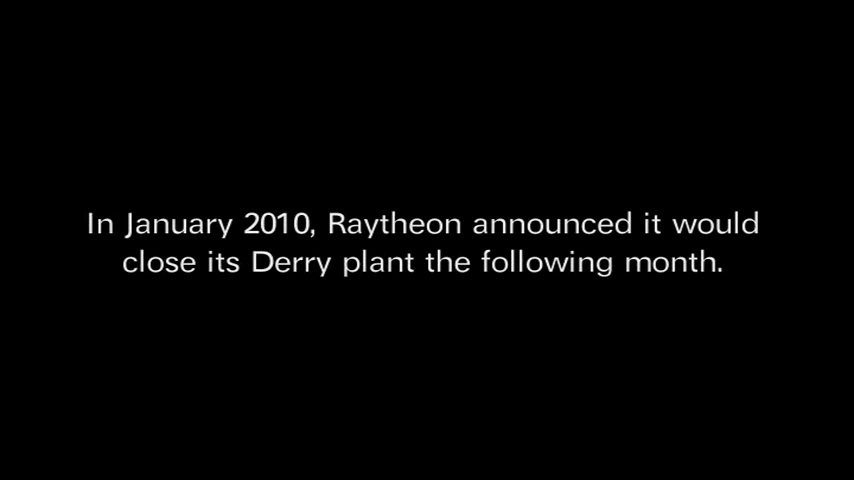 In January 2010, Raytheon announced it would
close its Derry plant the following month.